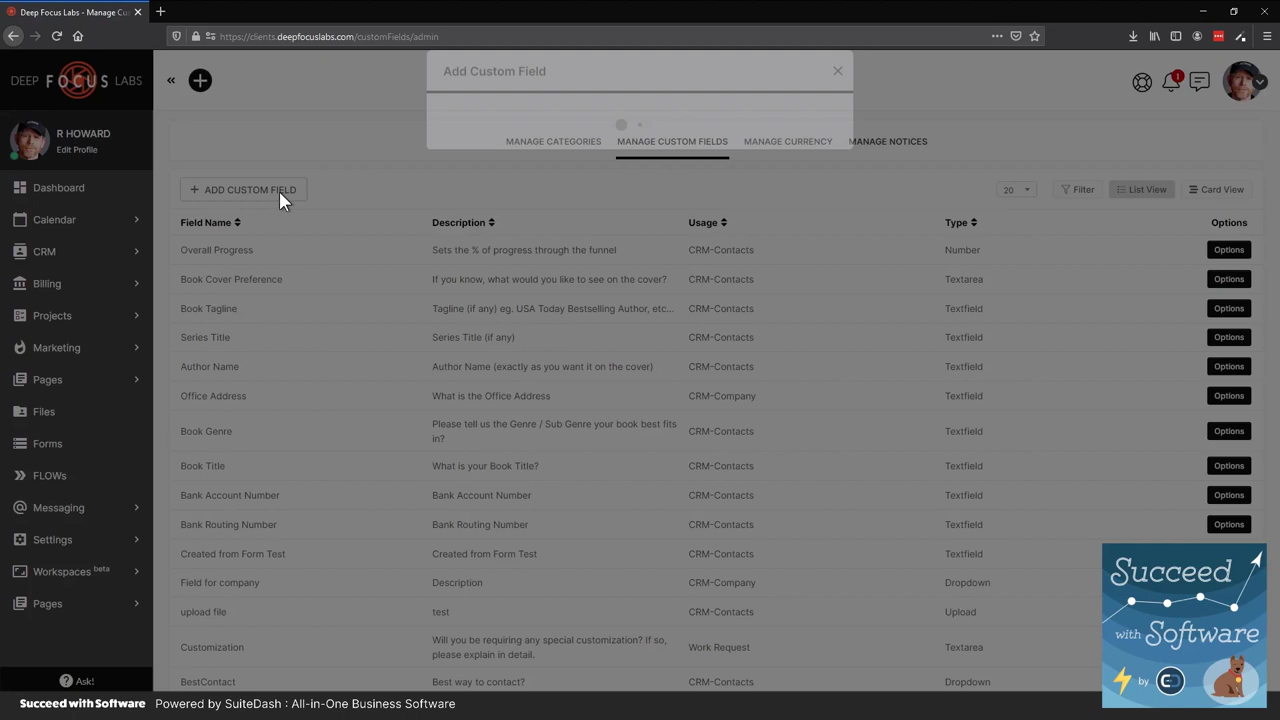 Deep Focus Labs - Manage Cus
https://clients.deepfocuslabs.com/customFields/admin
DEEP FOCUS LABS
Add Custom Field
1
R HOWARD
Edit Profile
MANAGE CATEGORIES
MANAGE CUSTOM FIELDS
MANAGE CURRENCY
MANAGE NOTICES
Dashboard
Calendar
CRM
Billing
Projects
Marketing
Pages
Files
Forms
FLOWs
Messaging
Settings
Workspaces beta
Pages
Ask!
ADD CUSTOM FIELD
20
Filter
List View
Card View
Field Name Description Usage Type Options
Overall Progress Sets the % of progress through the funnel CRM-Contacts Number Options
Book Cover Preference If you know, what would you like to see on the cover? CRM-Contacts Textarea Options
Book Tagline Tagline (if any) eg. USA Today Bestselling Author, etc... CRM-Contacts Textfield Options
Series Title Series Title (if any) CRM-Contacts Textfield Options
Author Name Author Name (exactly as you want it on the cover) CRM-Contacts Textfield Options
Office Address What is the Office Address CRM-Company Textfield Options
Book Genre Please tell us the Genre / Sub Genre your book best fits
in? CRM-Contacts Textfield Options
Book Title What is your Book Title? CRM-Contacts Textfield Options
Bank Account Number Bank Account Number CRM-Contacts Textfield Options
Bank Routing Number Bank Routing Number CRM-Contacts Textfield Options
Created from Form Test Created from Form Test CRM-Contacts Textfield
Field for company Description CRM-Company Dropdown
upload file test CRM-Contacts Upload
Customization Will you be requiring any special customization? If so,
please explain in detail. Work Request Textarea
BestContact Best way to contact? CRM-Contacts Dropdown
Succeed
with Software
by
Succeed with Software Powered by SuiteDash : All-in-One Business Software